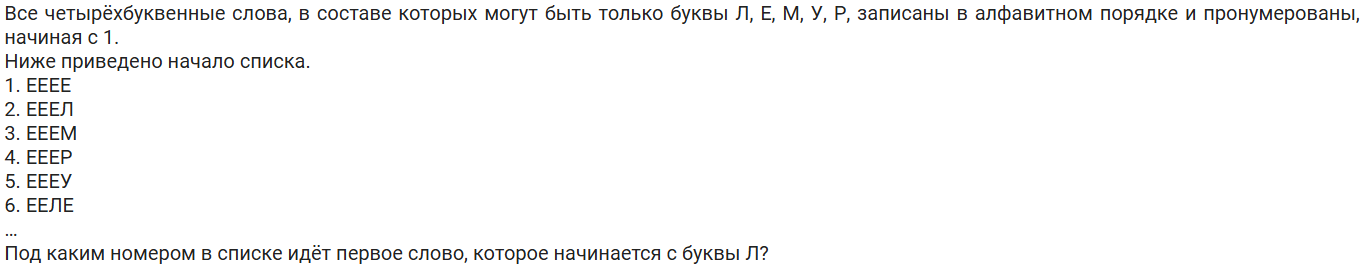 Все четырёхбуквенные слова, в составе которых могут быть только буквы Л, Е, М, У, Р, записаны в алфавитном порядке и пронумерованы,
начиная с 1.
Ниже приведено начало списка.
1. ЕЕЕЕ
2. ЕЕЕЛ
3. ЕЕЕМ
4. ЕЕЕР
5. ЕЕЕУ
6. ЕЕЛЕ
…
Под каким номером в списке идёт первое слово, которое начинается с буквы Л?